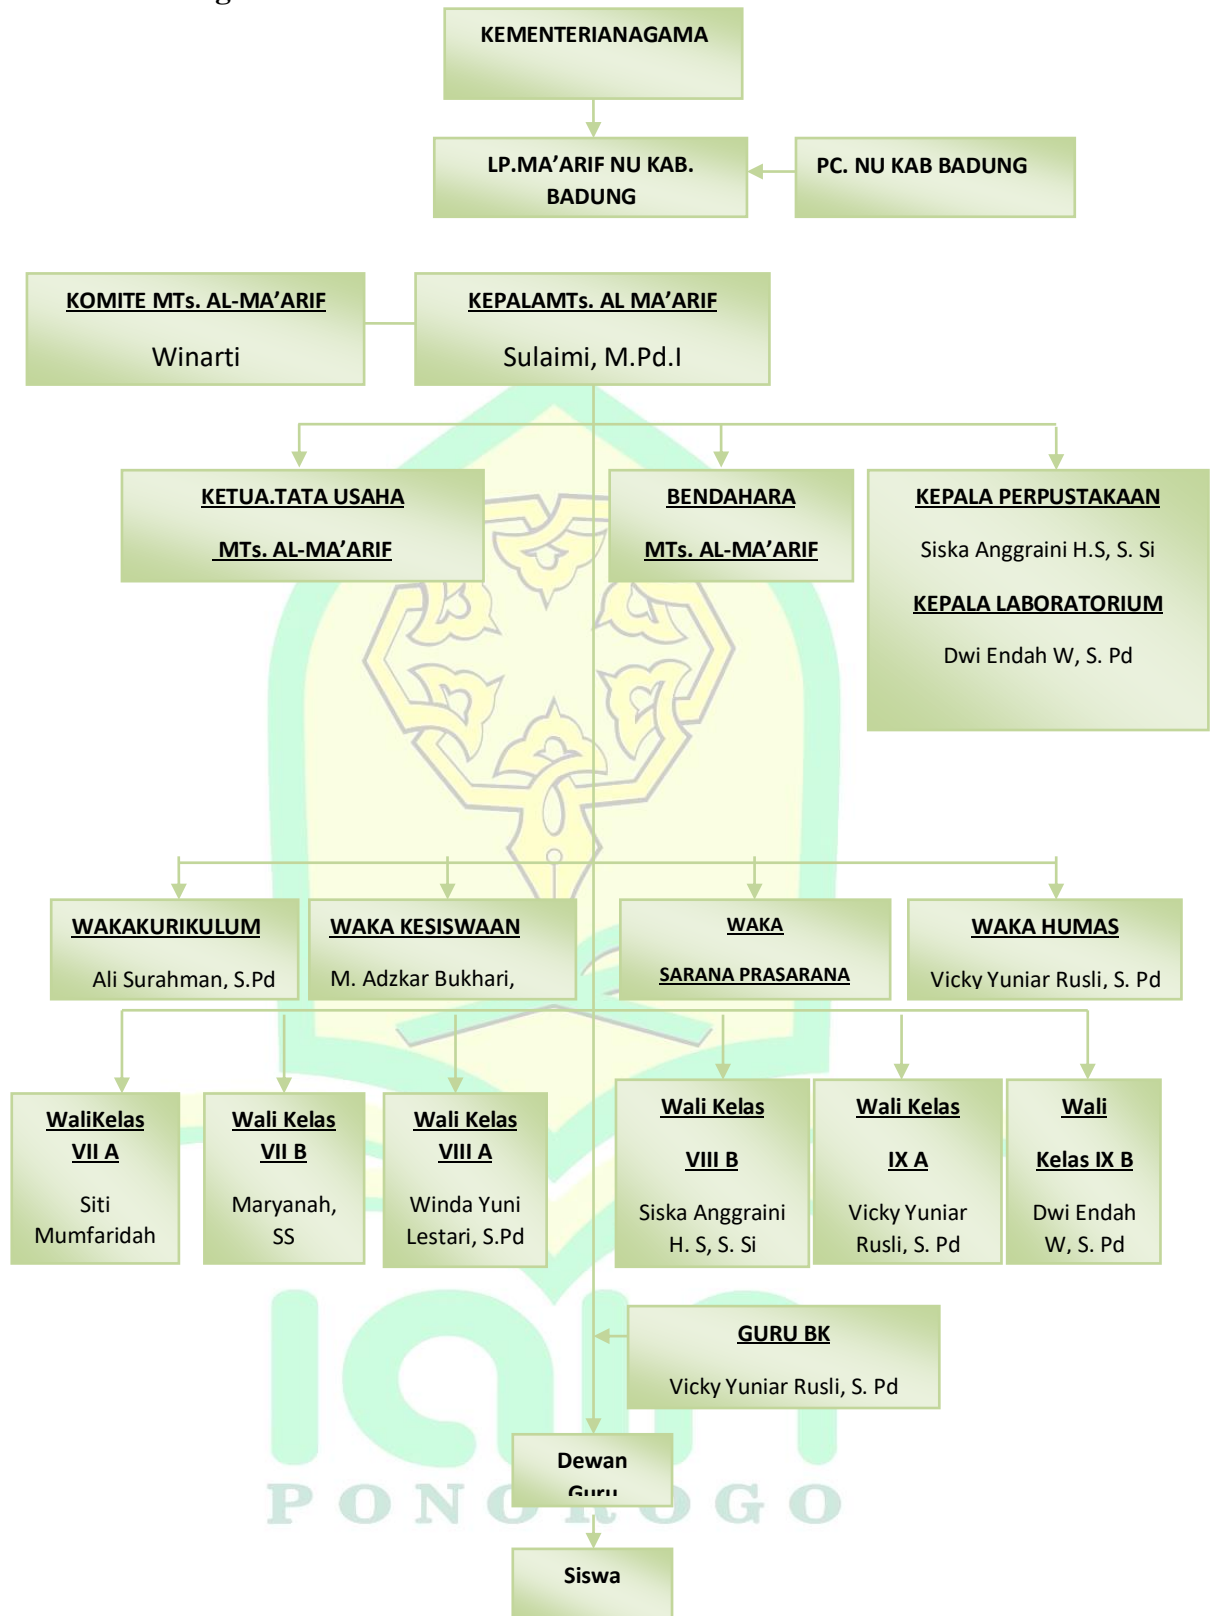 KEMENTERIANAGAMA
LP.MA’ARIF NU KAB.
BADUNG
PC. NU KAB BADUNG
KOMITE MTs. AL-MA’ARIF
Winarti
KEPALAMTs. AL MA’ARIF
Sulaimi, M.Pd.I
KETUA.TATA USAHA
MTs. AL-MA’ARIF
BENDAHARA
MTs. AL-MA’ARIF
KEPALA PERPUSTAKAAN
Siska Anggraini H.S, S. Si
KEPALA LABORATORIUM
Dwi Endah W, S. Pd
WAKAKURIKULUM
Ali Surahman, S.Pd
WAKA KESISWAAN
M. Adzkar Bukhari,
WAKA
SARANA PRASARANA
WAKA HUMAS
Vicky Yuniar Rusli, S. Pd
WaliKelas
VII A
Siti
Mumfaridah
Wali Kelas
VII B
Maryanah,
SS
Wali Kelas
VIII A
Winda Yuni
Lestari, S.Pd
Wali Kelas
VIII B
Siska Anggraini
H. S, S. Si
Wali Kelas
IX A
Vicky Yuniar
Rusli, S. Pd
Wali
Kelas IX B
Dwi Endah
W, S. Pd
GURU BK
Vicky Yuniar Rusli, S. Pd
Dewan
Guru
Siswa
iain
PONOROGO